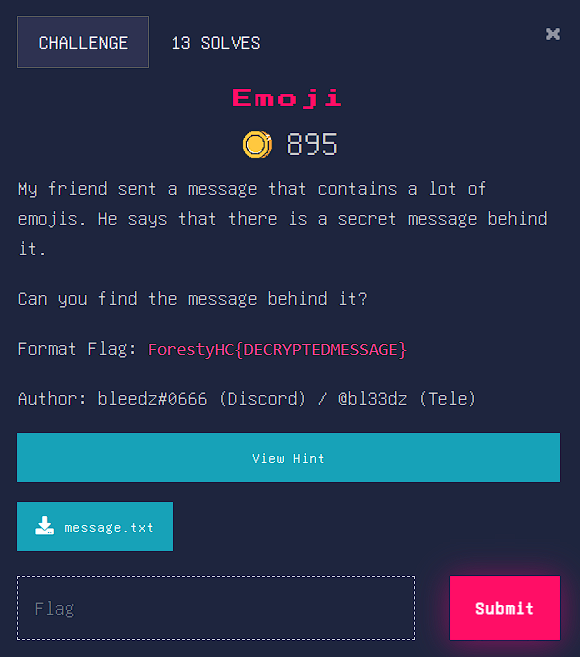 CHALLENGE
13 SOLVES
×
Emoji
895
My friend sent a message that contains a lot of
emojis. He says that there is a secret message behind
it.
Can you find the message behind it?
Format Flag: ForestyHC{DECRYPTEDMESSAGE}
Author: bleedz#0666 (Discord) / @bl33dz (Tele)
View Hint
message.txt
Flag
Submit